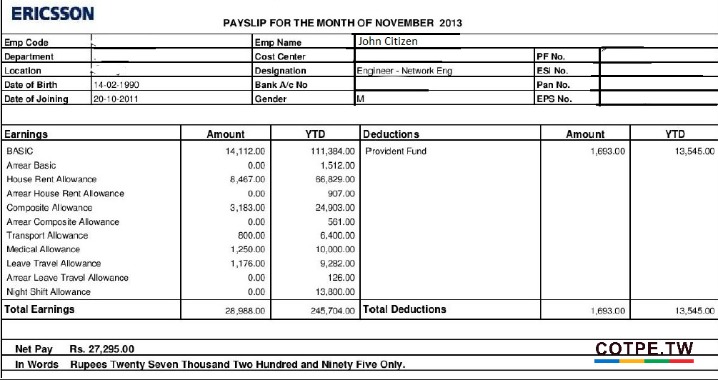 ERICSSON
PAYSLIP FOR THE MONTH OF NOVEMBER 2013
Emp Code Emp Name John Citizen
Department Cost Center PF No.
Location Designation Engineer - Network Eng ESI No.
Date of Birth 14-02-1990 Bank A/c No Pan No.
Date of Joining 20-10-2011 Gender M EPS No.
Earnings Amount YTD Deductions Amount YTD
BASIC 14,112.00 111,384.00 Provident Fund 1,693.00 13,545.00
Arrear Basic 0.00 1,512.00
House Rent Allowance 8,467.00 66,829.00
Arrear House Rent Allowance 0.00 907.00
Composite Allowance 3,183.00 24,903.00
Arrear Composite Allowance 0.00 561.00
Transport Allowance 800.00 6,400.00
Medical Allowance 1,250.00 10,000.00
Leave Travel Allowance 1,176.00 9,282.00
Arrear Leave Travel Allowance 0.00 126.00
Night Shift Allowance 0.00 13,800.00
Total Earnings 28,988.00 245,704.00 Total Deductions 1,693.00 13,545.00
Net Pay Rs. 27,295.00
COTPE.TW
In Words Rupees Twenty Seven Thousand Two Hundred and Ninety Five Only.